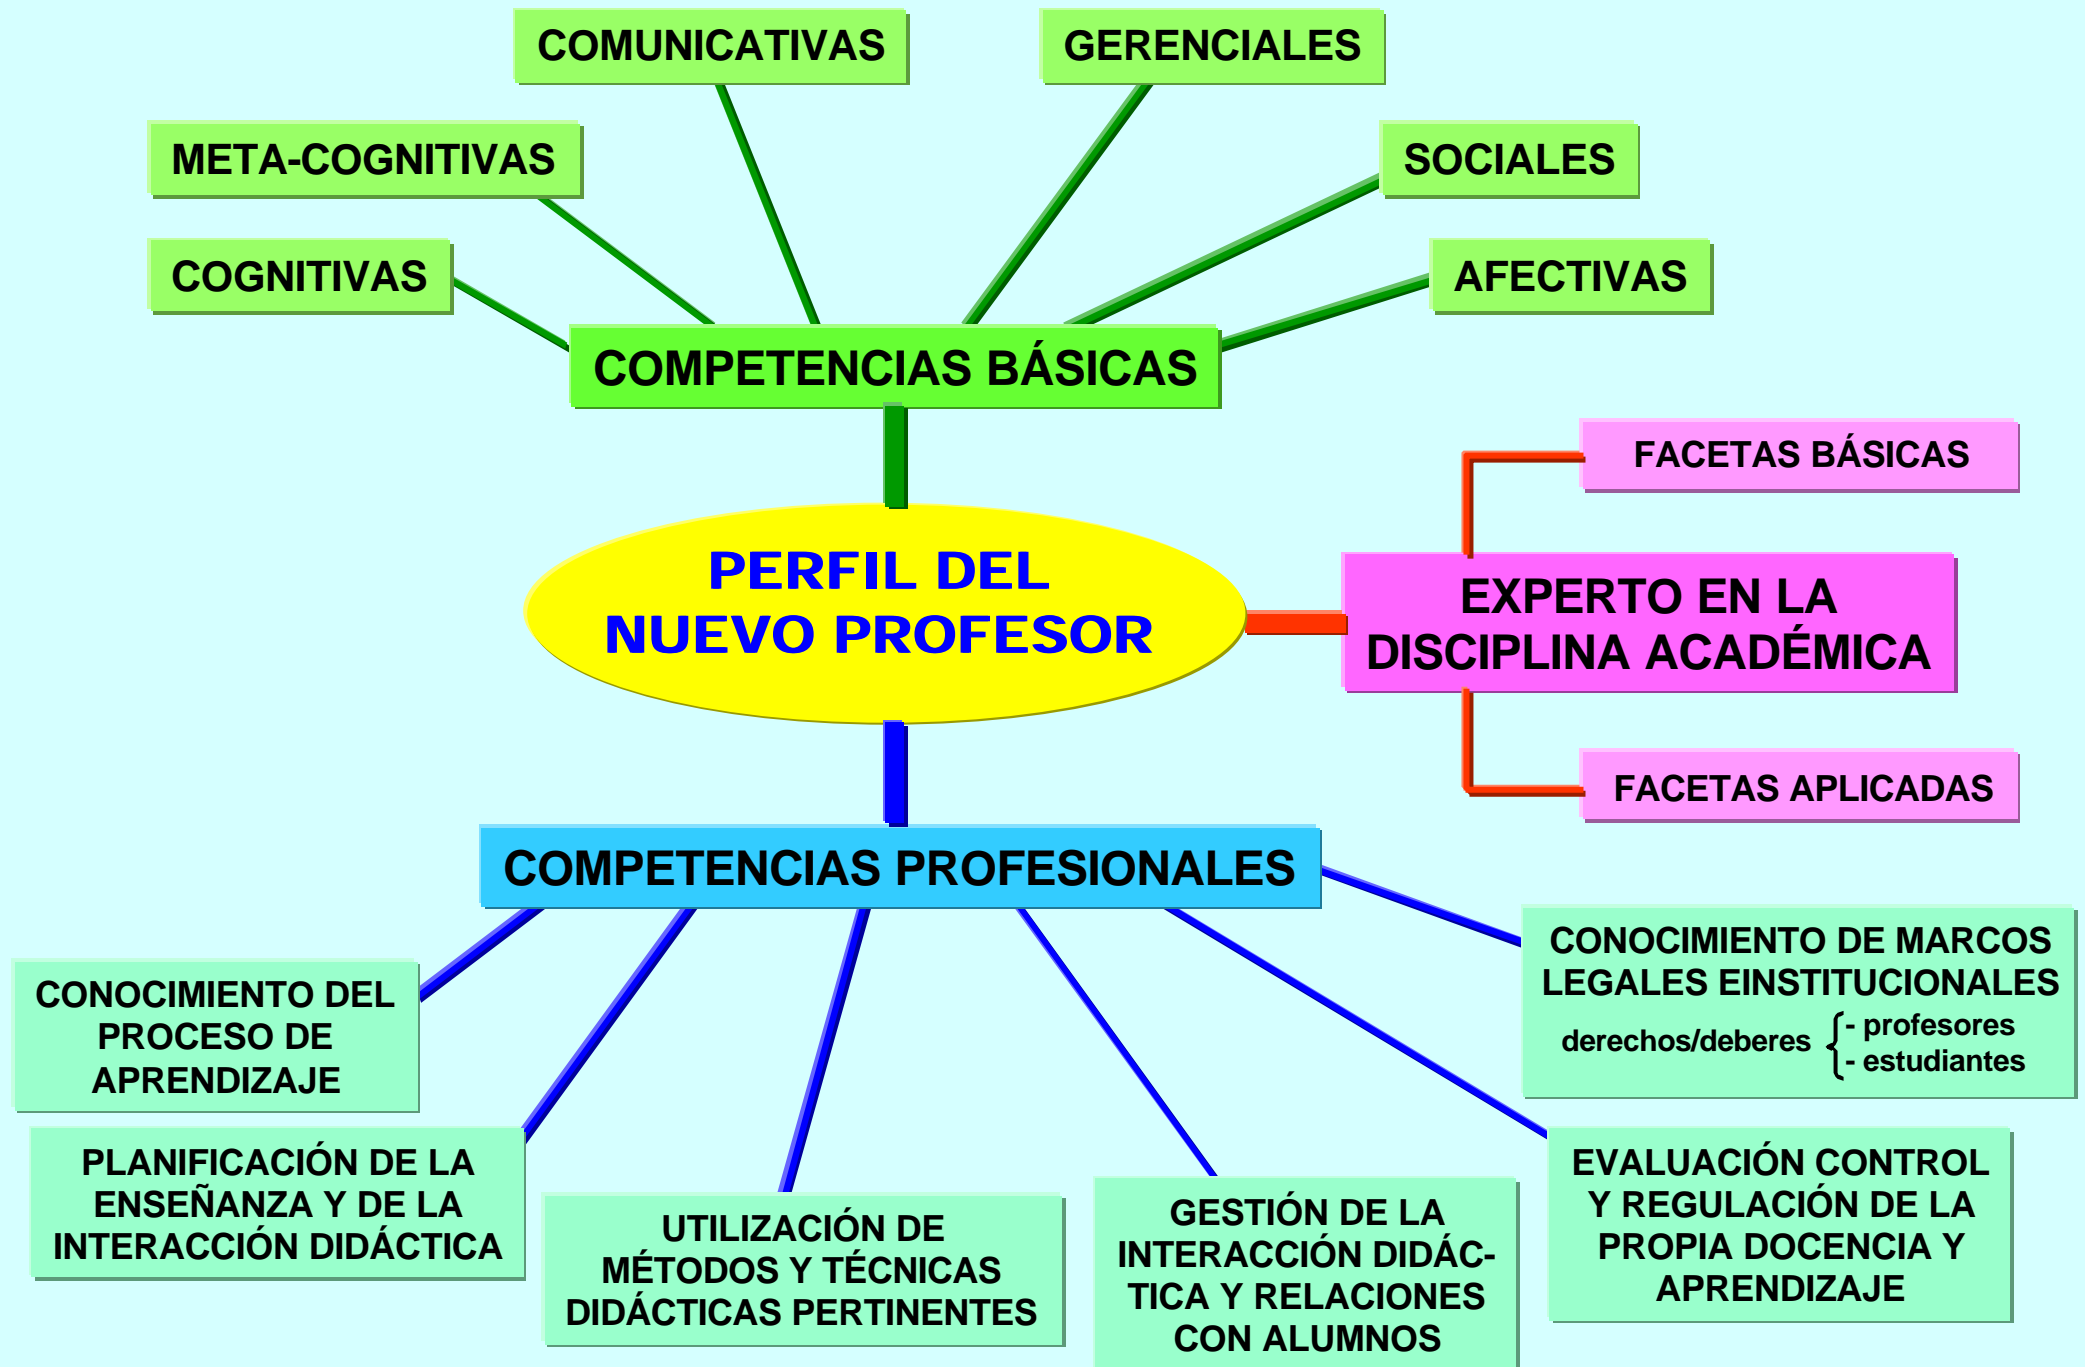 COMUNICATIVAS
GERENCIALES
META-COGNITIVAS
SOCIALES
COGNITIVAS
AFECTIVAS
COMPETENCIAS BÁSICAS
FACETAS BÁSICAS
PERFIL DEL
NUEVO PROFESOR
EXPERTO EN LA
DISCIPLINA ACADÉMICA
FACETAS APLICADAS
COMPETENCIAS PROFESIONALES
CONOCIMIENTO DE MARCOS
LEGALES EINSTITUCIONALES
derechos/deberes
- profesores
- estudiantes
CONOCIMIENTO DEL
PROCESO DE
APRENDIZAJE
PLANIFICACIÓN DE LA
ENSEÑANZA Y DE LA
INTERACCIÓN DIDÁCTICA
UTILIZACIÓN DE
MÉTODOS Y TÉCNICAS
DIDÁCTICAS PERTINENTES
GESTIÓN DE LA
INTERACCIÓN DIDÁC-
TICA Y RELACIONES
CON ALUMNOS
EVALUACIÓN CONTROL
Y REGULACIÓN DE LA
PROPIA DOCENCIA Y
APRENDIZAJE